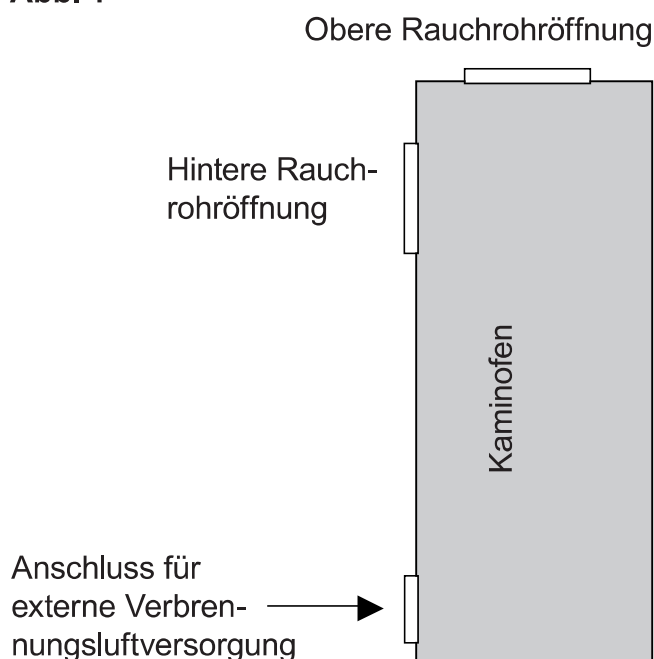 Obere Rauchrohröffnung
Hintere Rauch-
rohröffnung
Kaminofen
Anschluss für
externe Verbren-
nungsluftversorgung